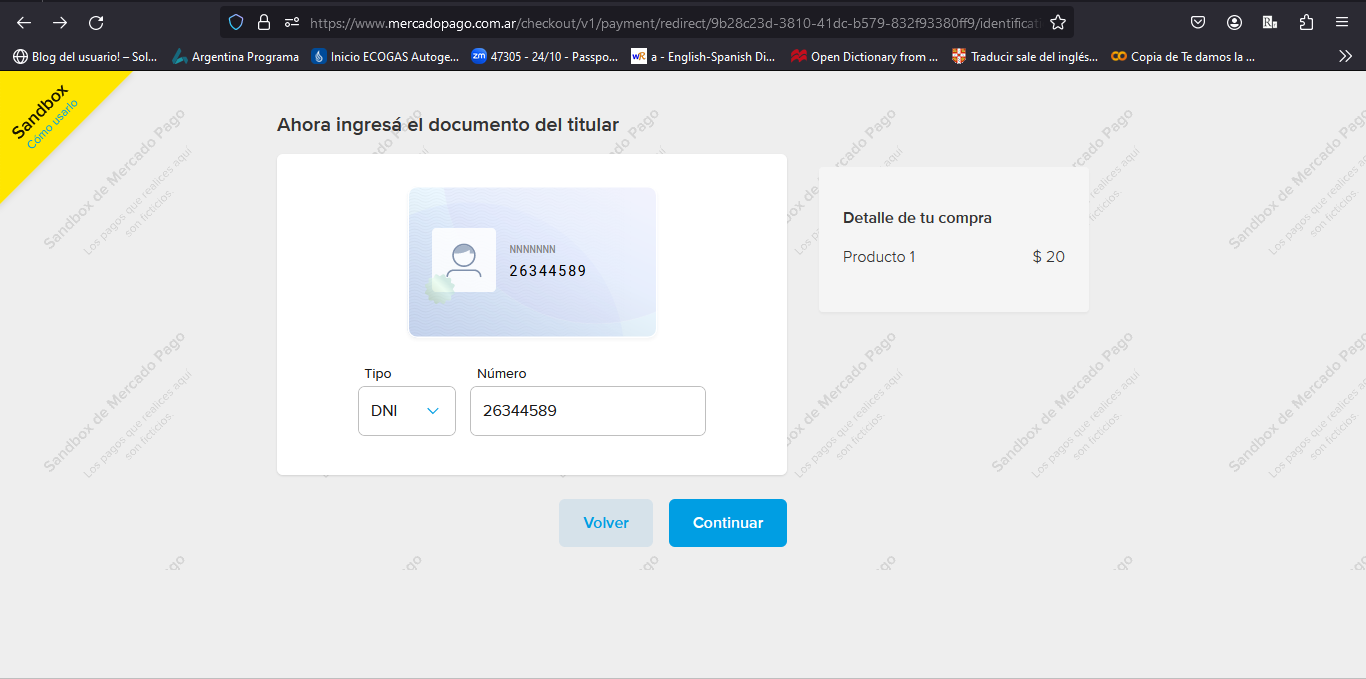 https://www.mercadopago.com.ar/checkout/v1/payment/redirect/9b28c23d-3810-41dc-b579-832f93380ff9/identificati
Blog del usuario! – Sol...
Argentina Programa
Inicio ECOGAS Autoge...
zm
47305 - 24/10 - Passpo...
a - English-Spanish Di...
Open Dictionary from ...
Traducir sale del inglés...
Copia de Te damos la ...
Sandbox
Cómo usarlo
Ahora ingresá el documento del titular
NNNNNNN
26344589
Tipo
Número
DNI
26344589
Volver
Continuar
Detalle de tu compra
Producto 1
$ 20
Sandbox de Mercado Pago
Los pagos que realices aquí
son ficticios.